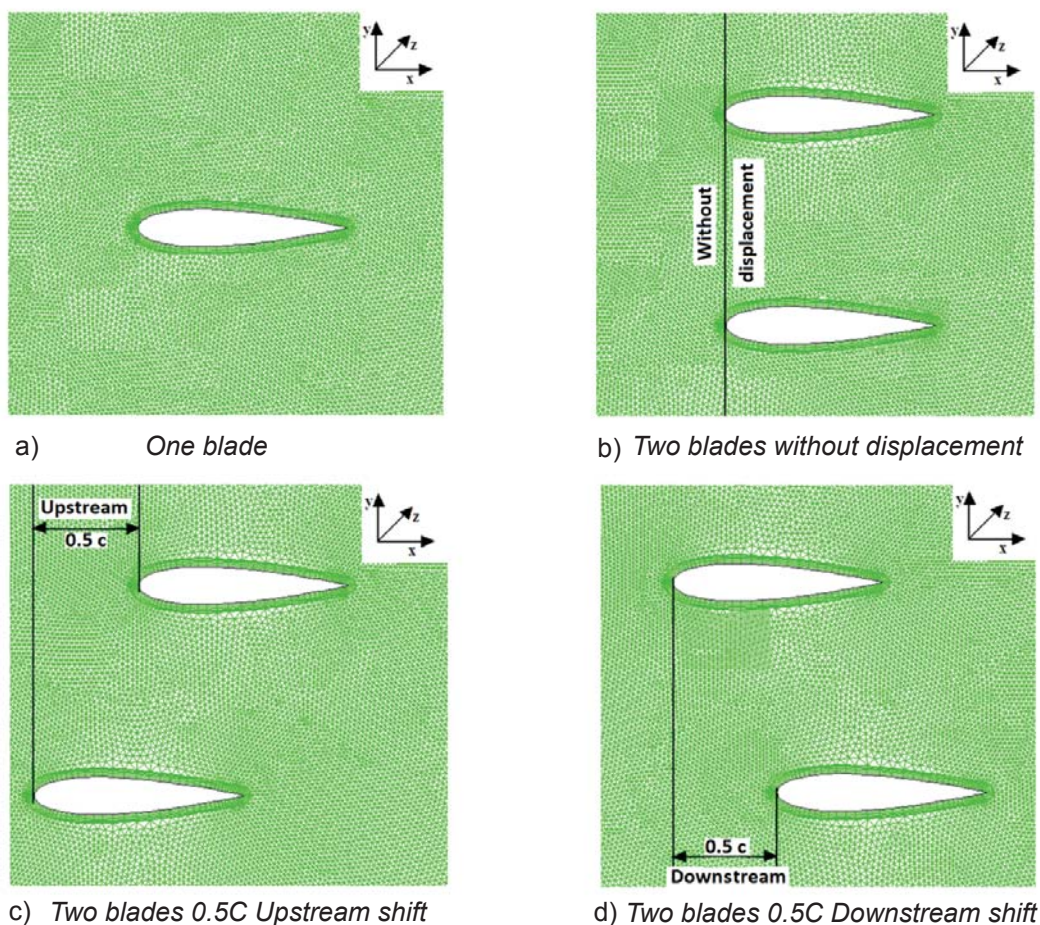 y
z
x
a) One blade
y
z
x
Without
displacement
b) Two blades without displacement
Upstream
0.5 c
y
z
x
c) Two blades 0.5C Upstream shift
y
z
x
0.5 c
Downstream
d) Two blades 0.5C Downstream shift